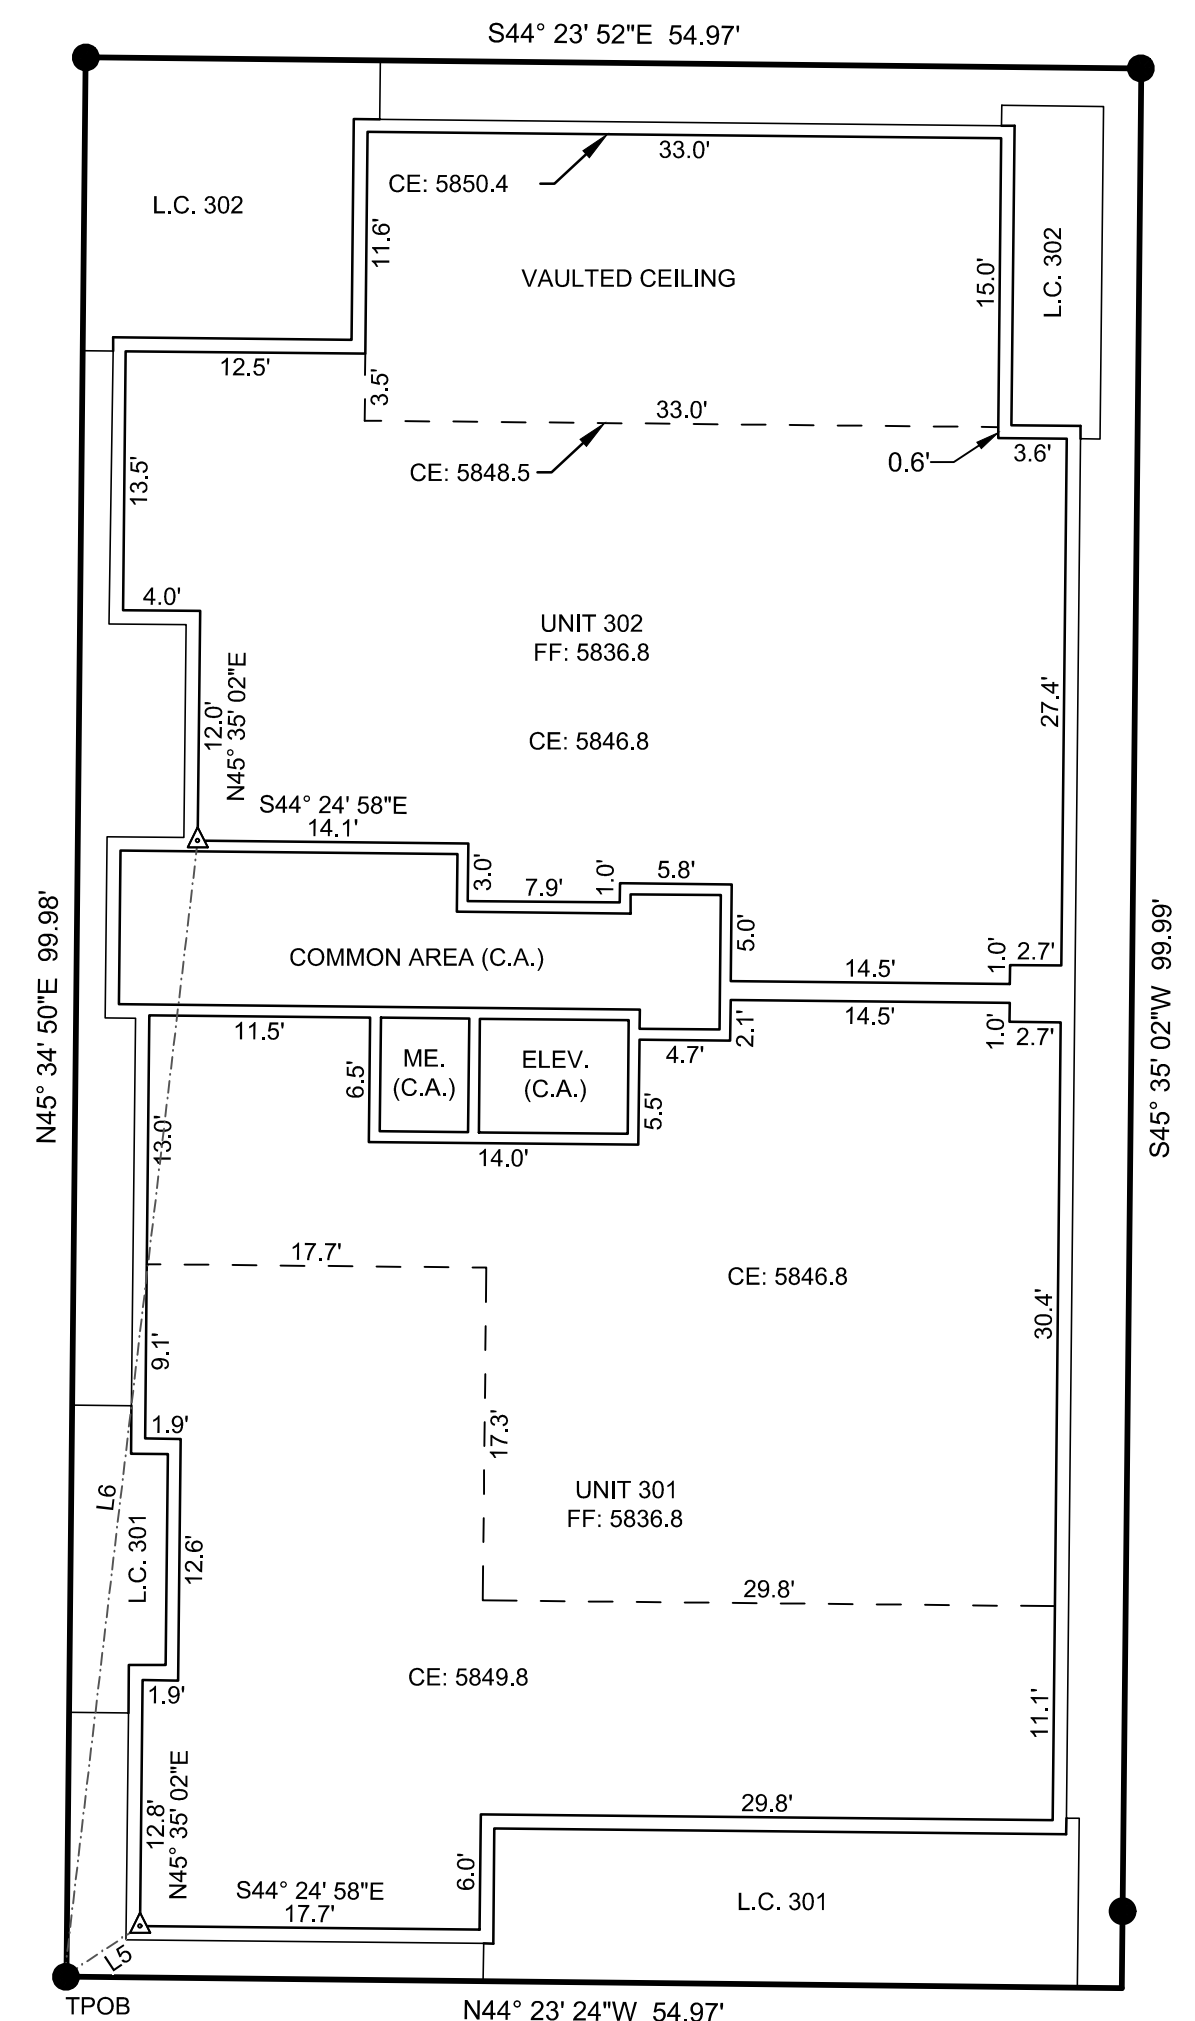 S44° 23' 52"E  54.97'
33.0'
CE: 5850.4
L.C. 302
11.6'
L.C. 302
15.0'
VAULTED CEILING
12.5'
3.5'
33.0'
CE: 5848.5
0.6'
3.6'
13.5'
4.0'
UNIT 302
FF: 5836.8
12.0'
N45° 35' 02"E
27.4'
CE: 5846.8
S44° 24' 58"E
14.1'
3.0'
7.9'
1.0'
5.8'
5.0'
N45° 34' 50"E  99.98'
S45° 35' 02"W  99.99'
COMMON AREA (C.A.)
14.5'
1.0'
2.7'
11.5'
14.5'
1.0'
2.7'
2.1'
4.7'
6.5'
ME.
(C.A.)
ELEV.
(C.A.)
5.5'
13.0'
14.0'
17.7'
CE: 5846.8
30.4'
9.1'
1.9'
17.3'
L6
UNIT 301
FF: 5836.8
L.C. 301
12.6'
29.8'
CE: 5849.8
1.9'
11.1'
12.8'
N45° 35' 02"E
29.8'
6.0'
S44° 24' 58"E
17.7'
L.C. 301
L5
TPOB
N44° 23' 24"W  54.97'